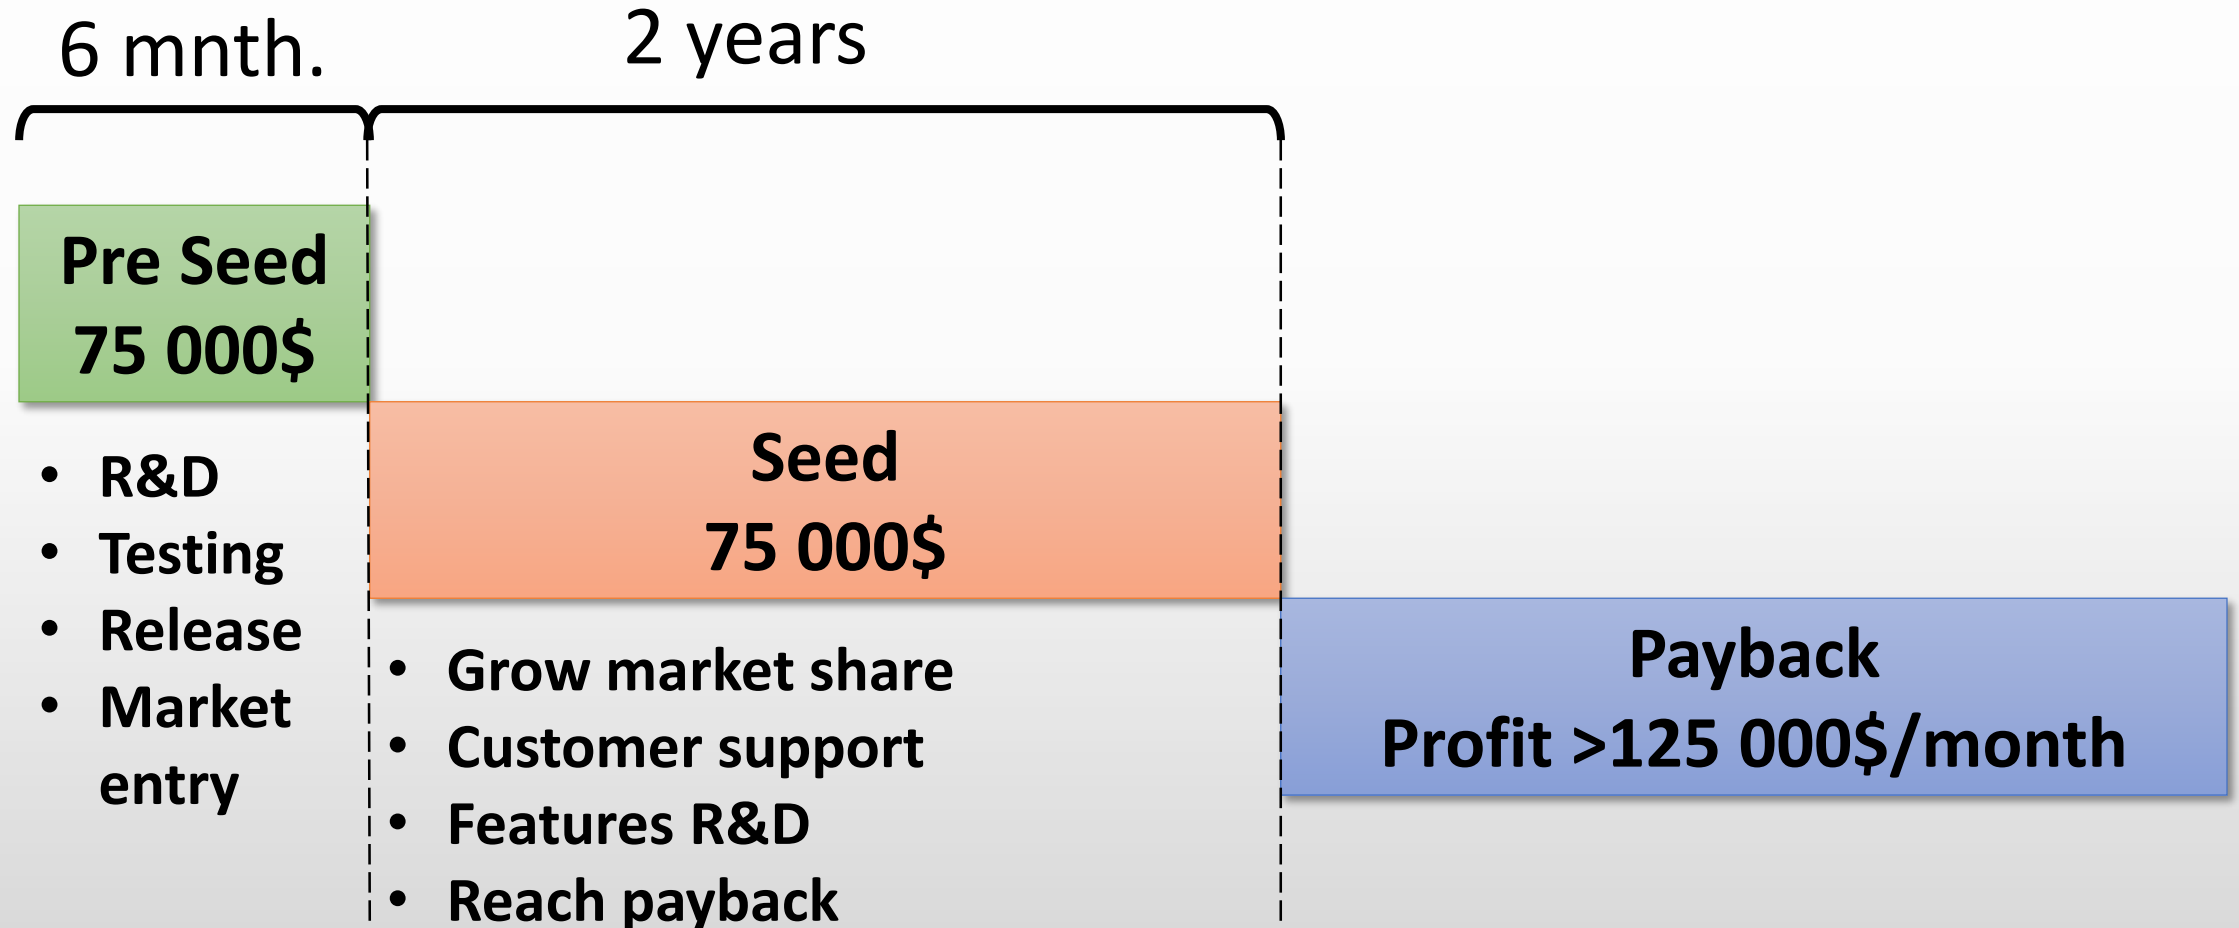 6 mnth.
2 years
Pre Seed
75 000$
• R&D
• Testing
• Release
• Market
entry
Seed
75 000$
• Grow market share
• Customer support
• Features R&D
• Reach payback
Payback
Profit >125 000$/month